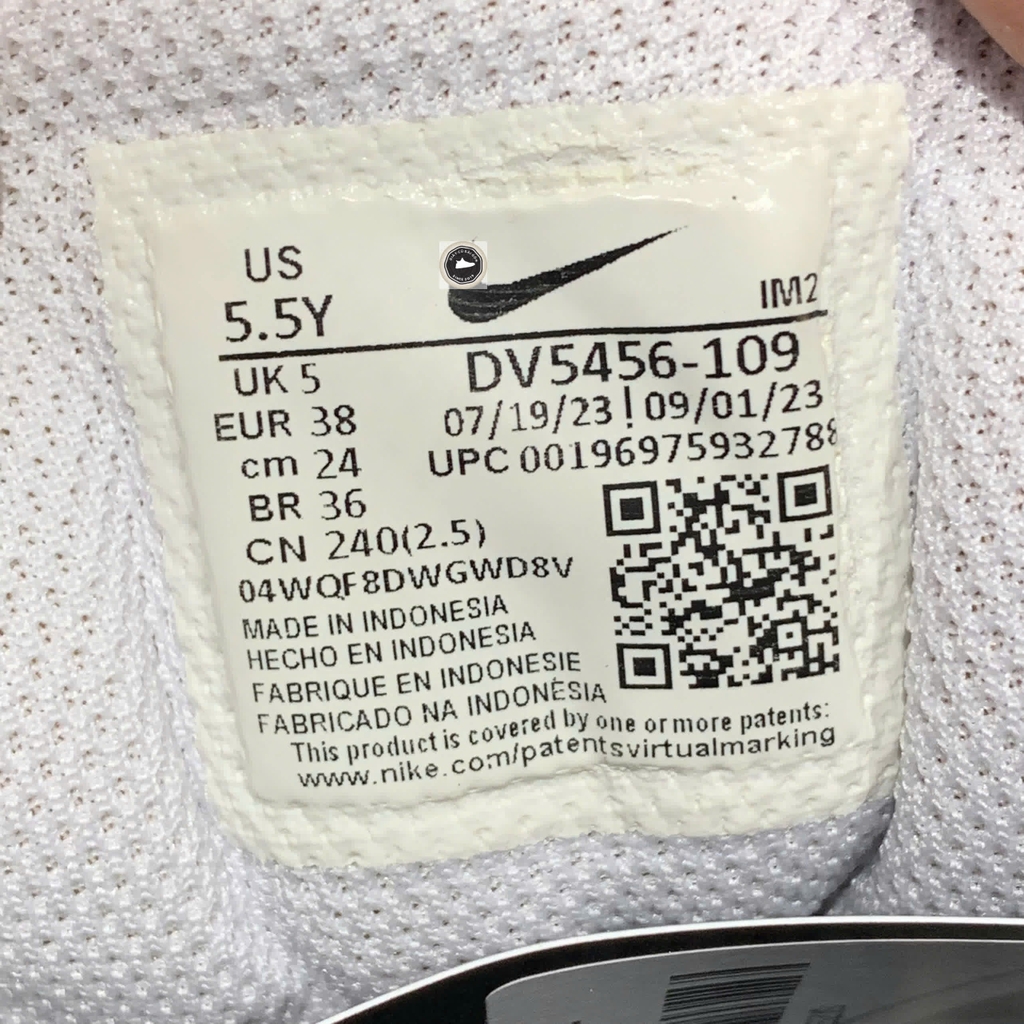 US
5.5Y
IM2
UK 5
DV5456-109
EUR 38
07/19/23 | 09/01/23
cm 24
UPC 00196975932788
BR 36
CN 240(2.5)
04WQF8DWGWD8V
MADE IN INDONESIA
HECHO EN INDONESIA
FABRIQUE EN INDONESIE
FABRICADO NA INDONÉSIA
This product is covered by one or more patents:
www.nike.com/patentsvirtualmarking